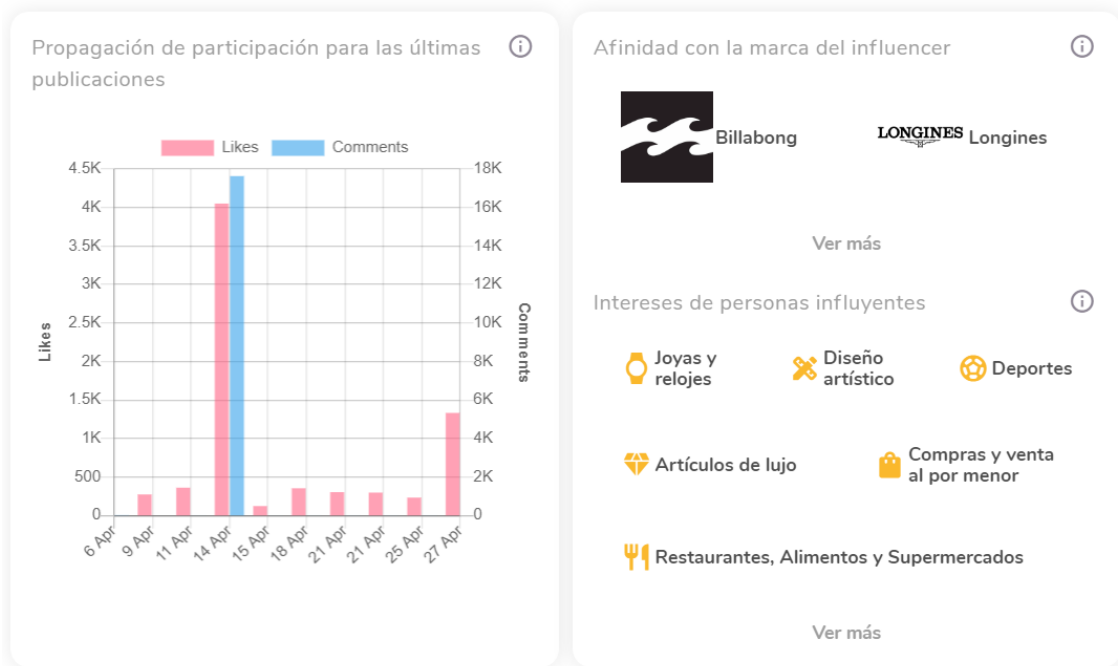 Propagación de participación para las últimas
publicaciones
Likes
Comments
4.5K
4K
3.5K
3K
2.5K
2K
1.5K
1K
500
0
Likes
18K
16K
14K
12K
10K
8K
6K
4K
2K
0
Comments
6 Apr
9 Apr
11 Apr
14 Apr
15 Apr
18 Apr
21 Apr
21 Apr
25 Apr
27 Apr
Afinidad con la marca del influencer
Billabong
LONGINES
Longines
Ver más
Intereses de personas influyentes
Joyas y
relojes
Diseño
artístico
Deportes
Artículos de lujo
Compras y venta
al por menor
Restaurantes, Alimentos y Supermercados
Ver más